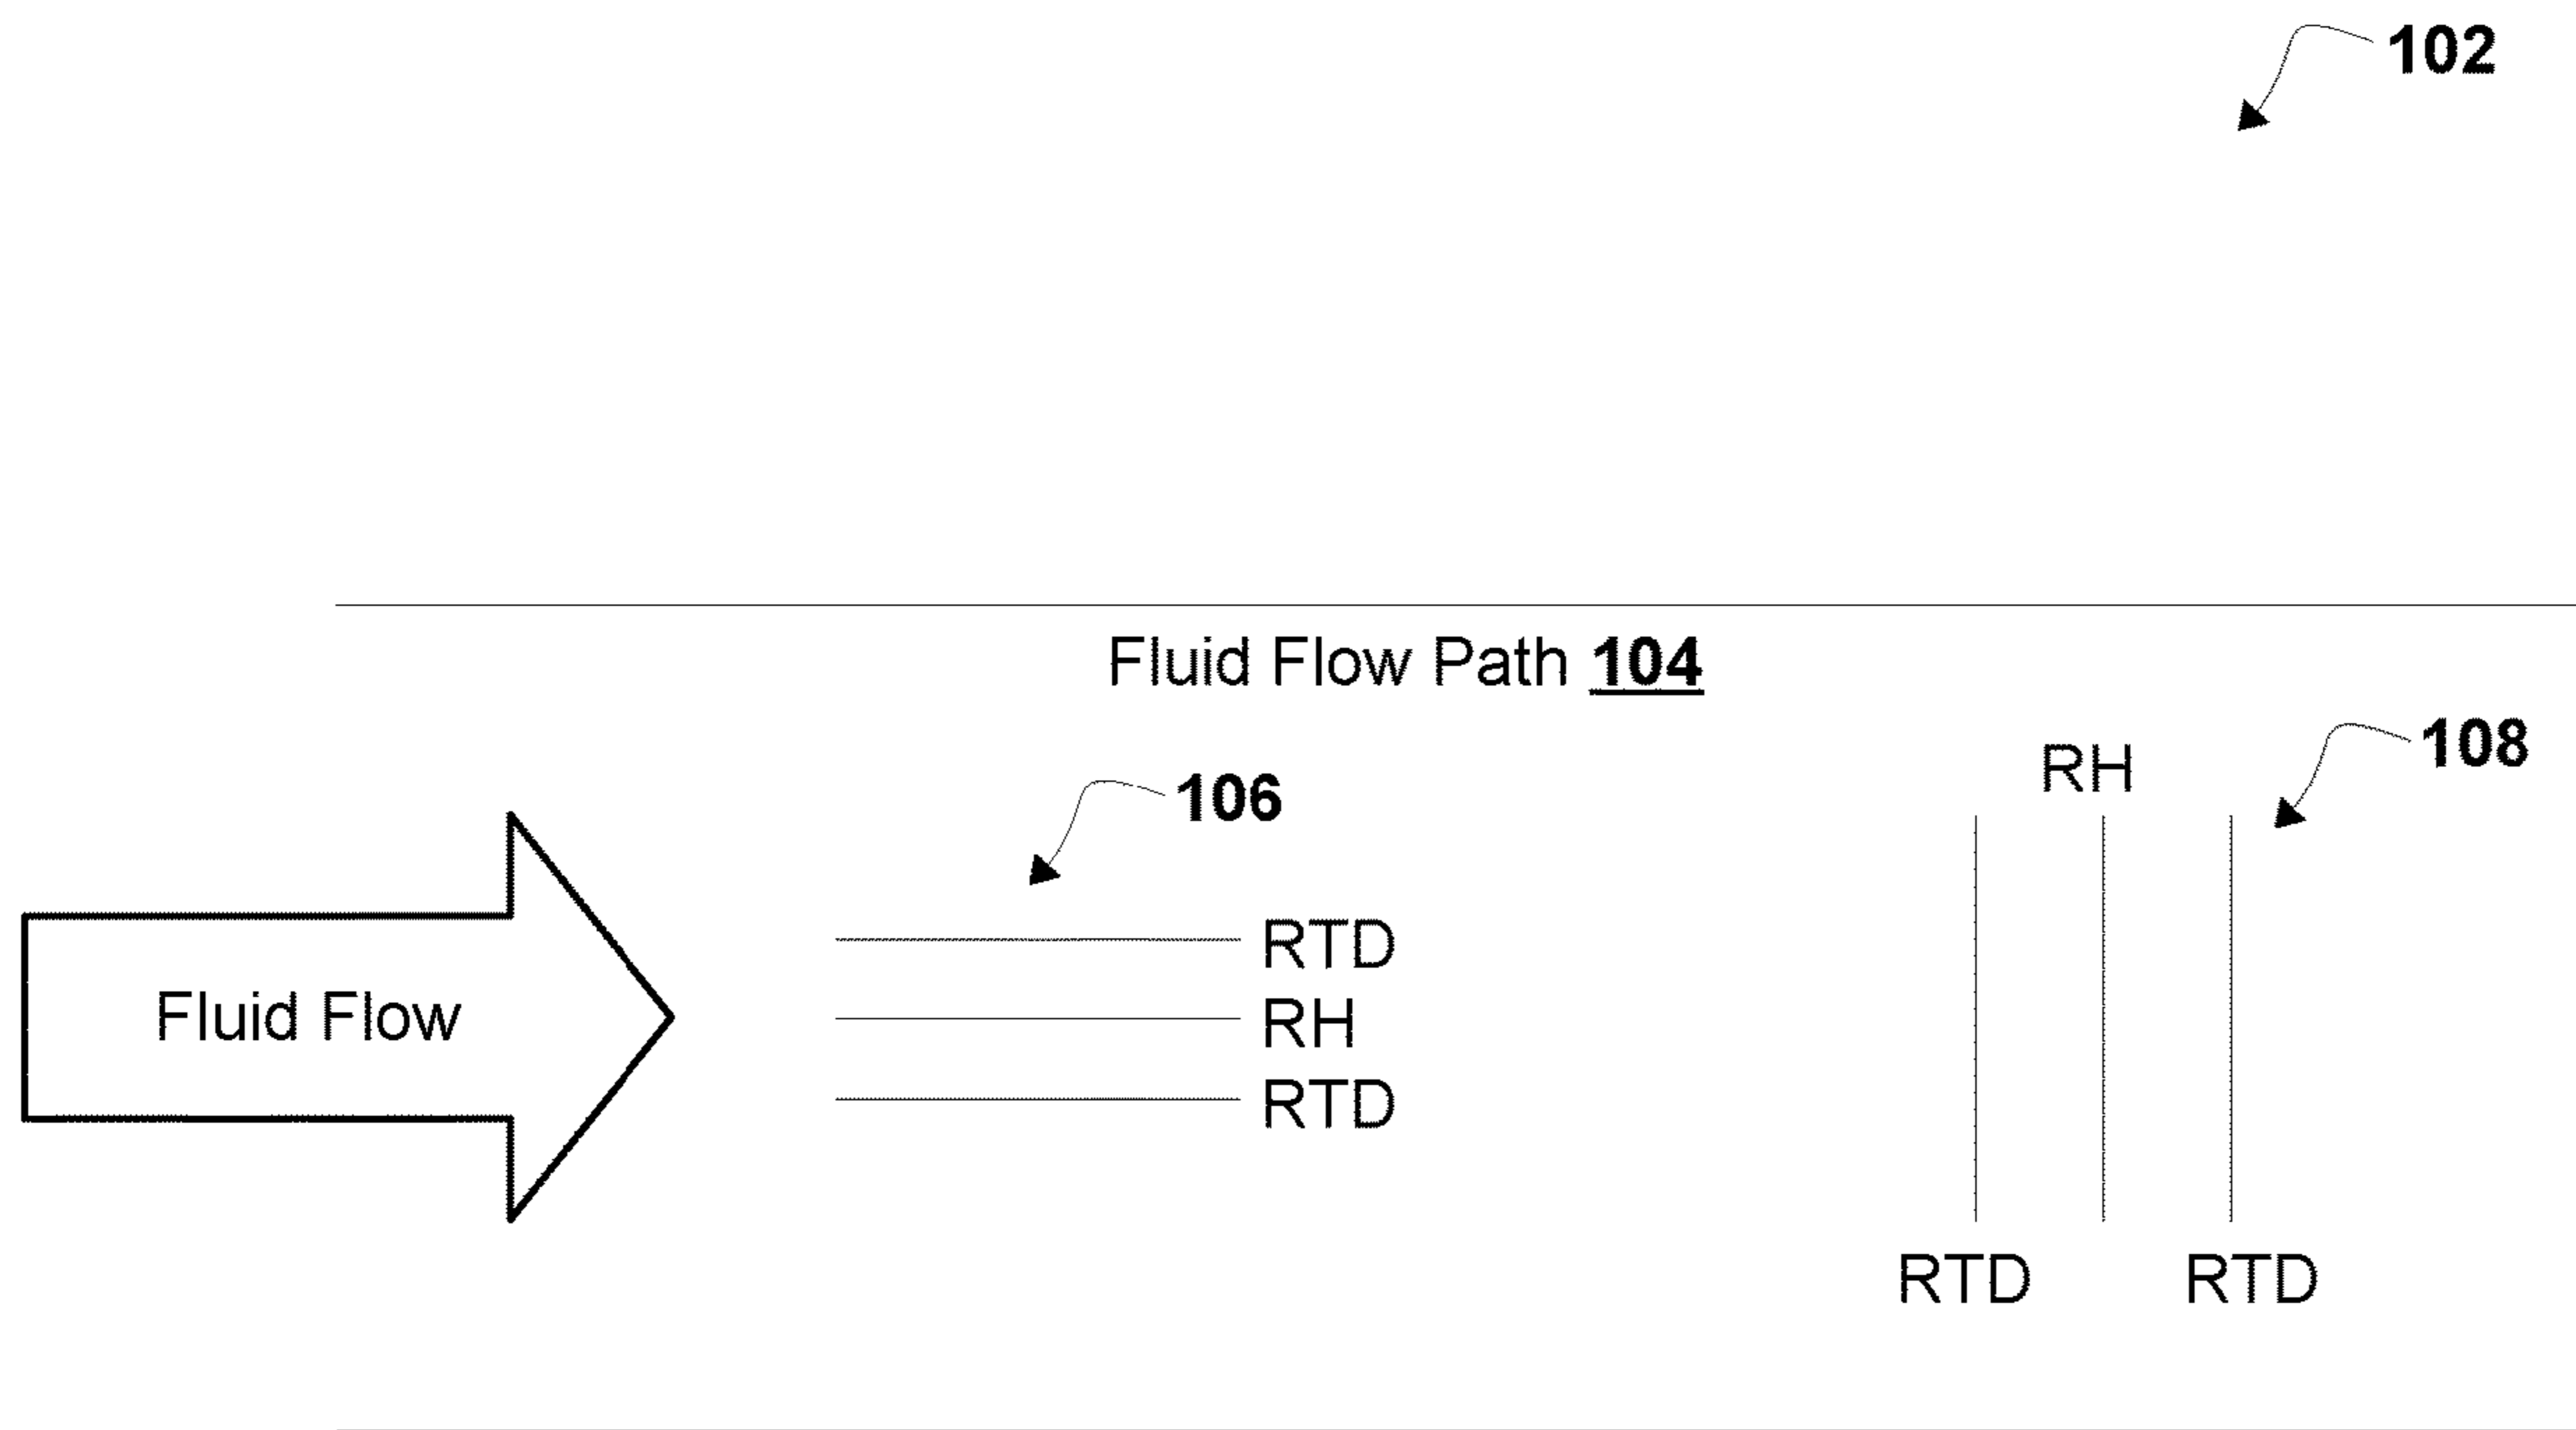 102
Fluid Flow Path 104
108
RH
106
RTD
Fluid Flow
RH
RTD
RTD RTD